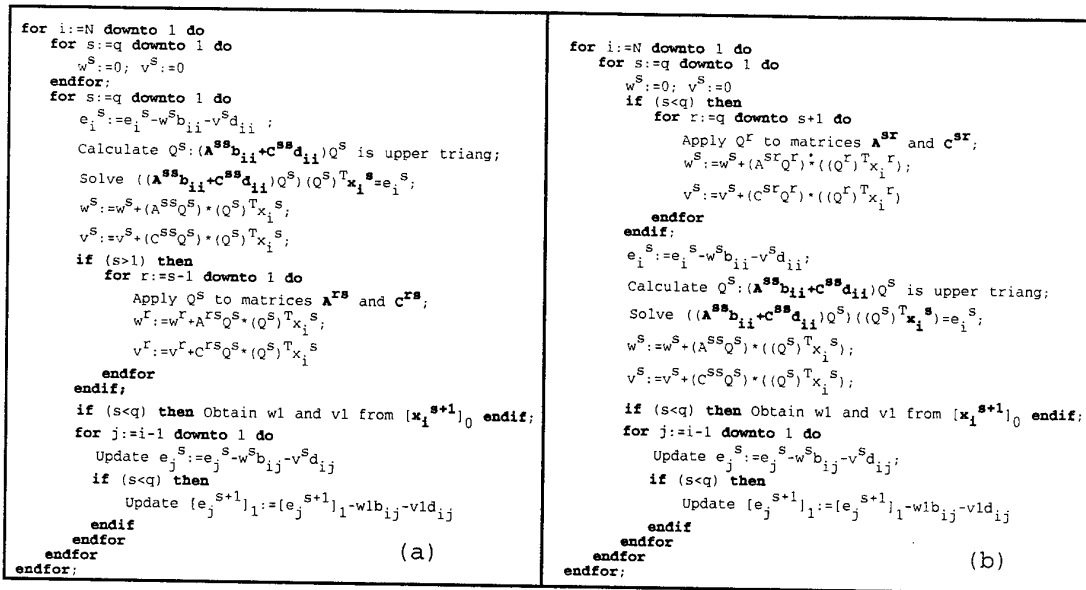 for i:=N downto 1 do
for s:=q downto 1 do
w^s:=0; v^s:=0
endfor;
for s:=q downto 1 do
e_i^s:=e_i^s-w^s b_ii-v^s d_ii ;
Calculate Q^s:(A^ss b_ii+C^ss d_ii)Q^s is upper triang;
Solve ((A^ss b_ii+C^ss d_ii)Q^s)(Q^s)^T x_i^s=e_i^s;
w^s:=w^s+(A^ss Q^s)*(Q^s)^T x_i^s;
v^s:=v^s+(C^ss Q^s)*(Q^s)^T x_i^s;
if (s>1) then
for r:=s-1 downto 1 do
Apply Q^s to matrices A^rs and C^rs;
w^r:=w^r+A^rs Q^s*(Q^s)^T x_i^s;
v^r:=v^r+C^rs Q^s*(Q^s)^T x_i^s
endfor
endif;
if (s<q) then Obtain w1 and v1 from [x_i^s+1]_0 endif;
for j:=i-1 downto 1 do
Update e_j^s:=e_j^s-w^s b_ij-v^s d_ij
if (s<q) then
Update [e_j^s+1]_1:=[e_j^s+1]_1-w1b_ij-v1d_ij
endif
endfor
endfor
endfor;
(a)
for i:=N downto 1 do
for s:=q downto 1 do
w^s:=0; v^s:=0
if (s<q) then
for r:=q downto s+1 do
Apply Q^r to matrices A^sr and C^sr;
w^s:=w^s+(A^sr Q^r)*((Q^r)^T x_i^r);
v^s:=v^s+(C^sr Q^r)*((Q^r)^T x_i^r)
endfor
endif;
e_i^s:=e_i^s-w^s b_ii-v^s d_ii;
Calculate Q^s:(A^ss b_ii+C^ss d_ii)Q^s is upper triang;
Solve ((A^ss b_ii+C^ss d_ii)Q^s)((Q^s)^T x_i^s)=e_i^s;
w^s:=w^s+(A^ss Q^s)*((Q^s)^T x_i^s);
v^s:=v^s+(C^ss Q^s)*((Q^s)^T x_i^s);
if (s<q) then Obtain w1 and v1 from [x_i^s+1]_0 endif;
for j:=i-1 downto 1 do
Update e_j^s:=e_j^s-w^s b_ij-v^s d_ij;
if (s<q) then
Update [e_j^s+1]_1:=[e_j^s+1]_1-w1b_ij-v1d_ij
endif
endfor
endfor
endfor;
(b)